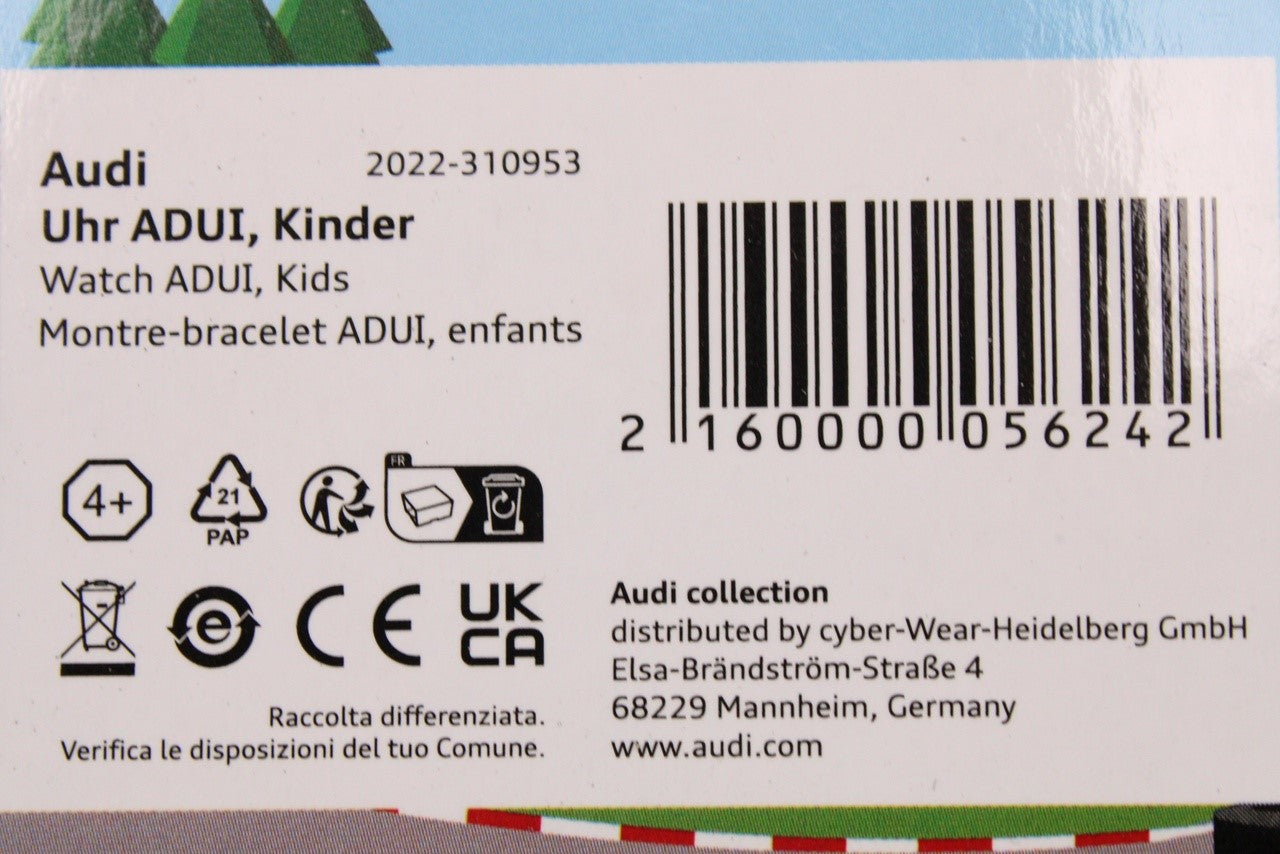 Audi
2022-310953
Uhr ADUI, Kinder
Watch ADUI, Kids
Montre-bracelet ADUI, enfants
2 160000 056242
4+
21
PAP
FR
e
CE
UK
CA
Raccolta differenziata.
Verifica le disposizioni del tuo Comune.
Audi collection
distributed by cyber-Wear-Heidelberg GmbH
Elsa-Brändström-Straße 4
68229 Mannheim, Germany
www.audi.com